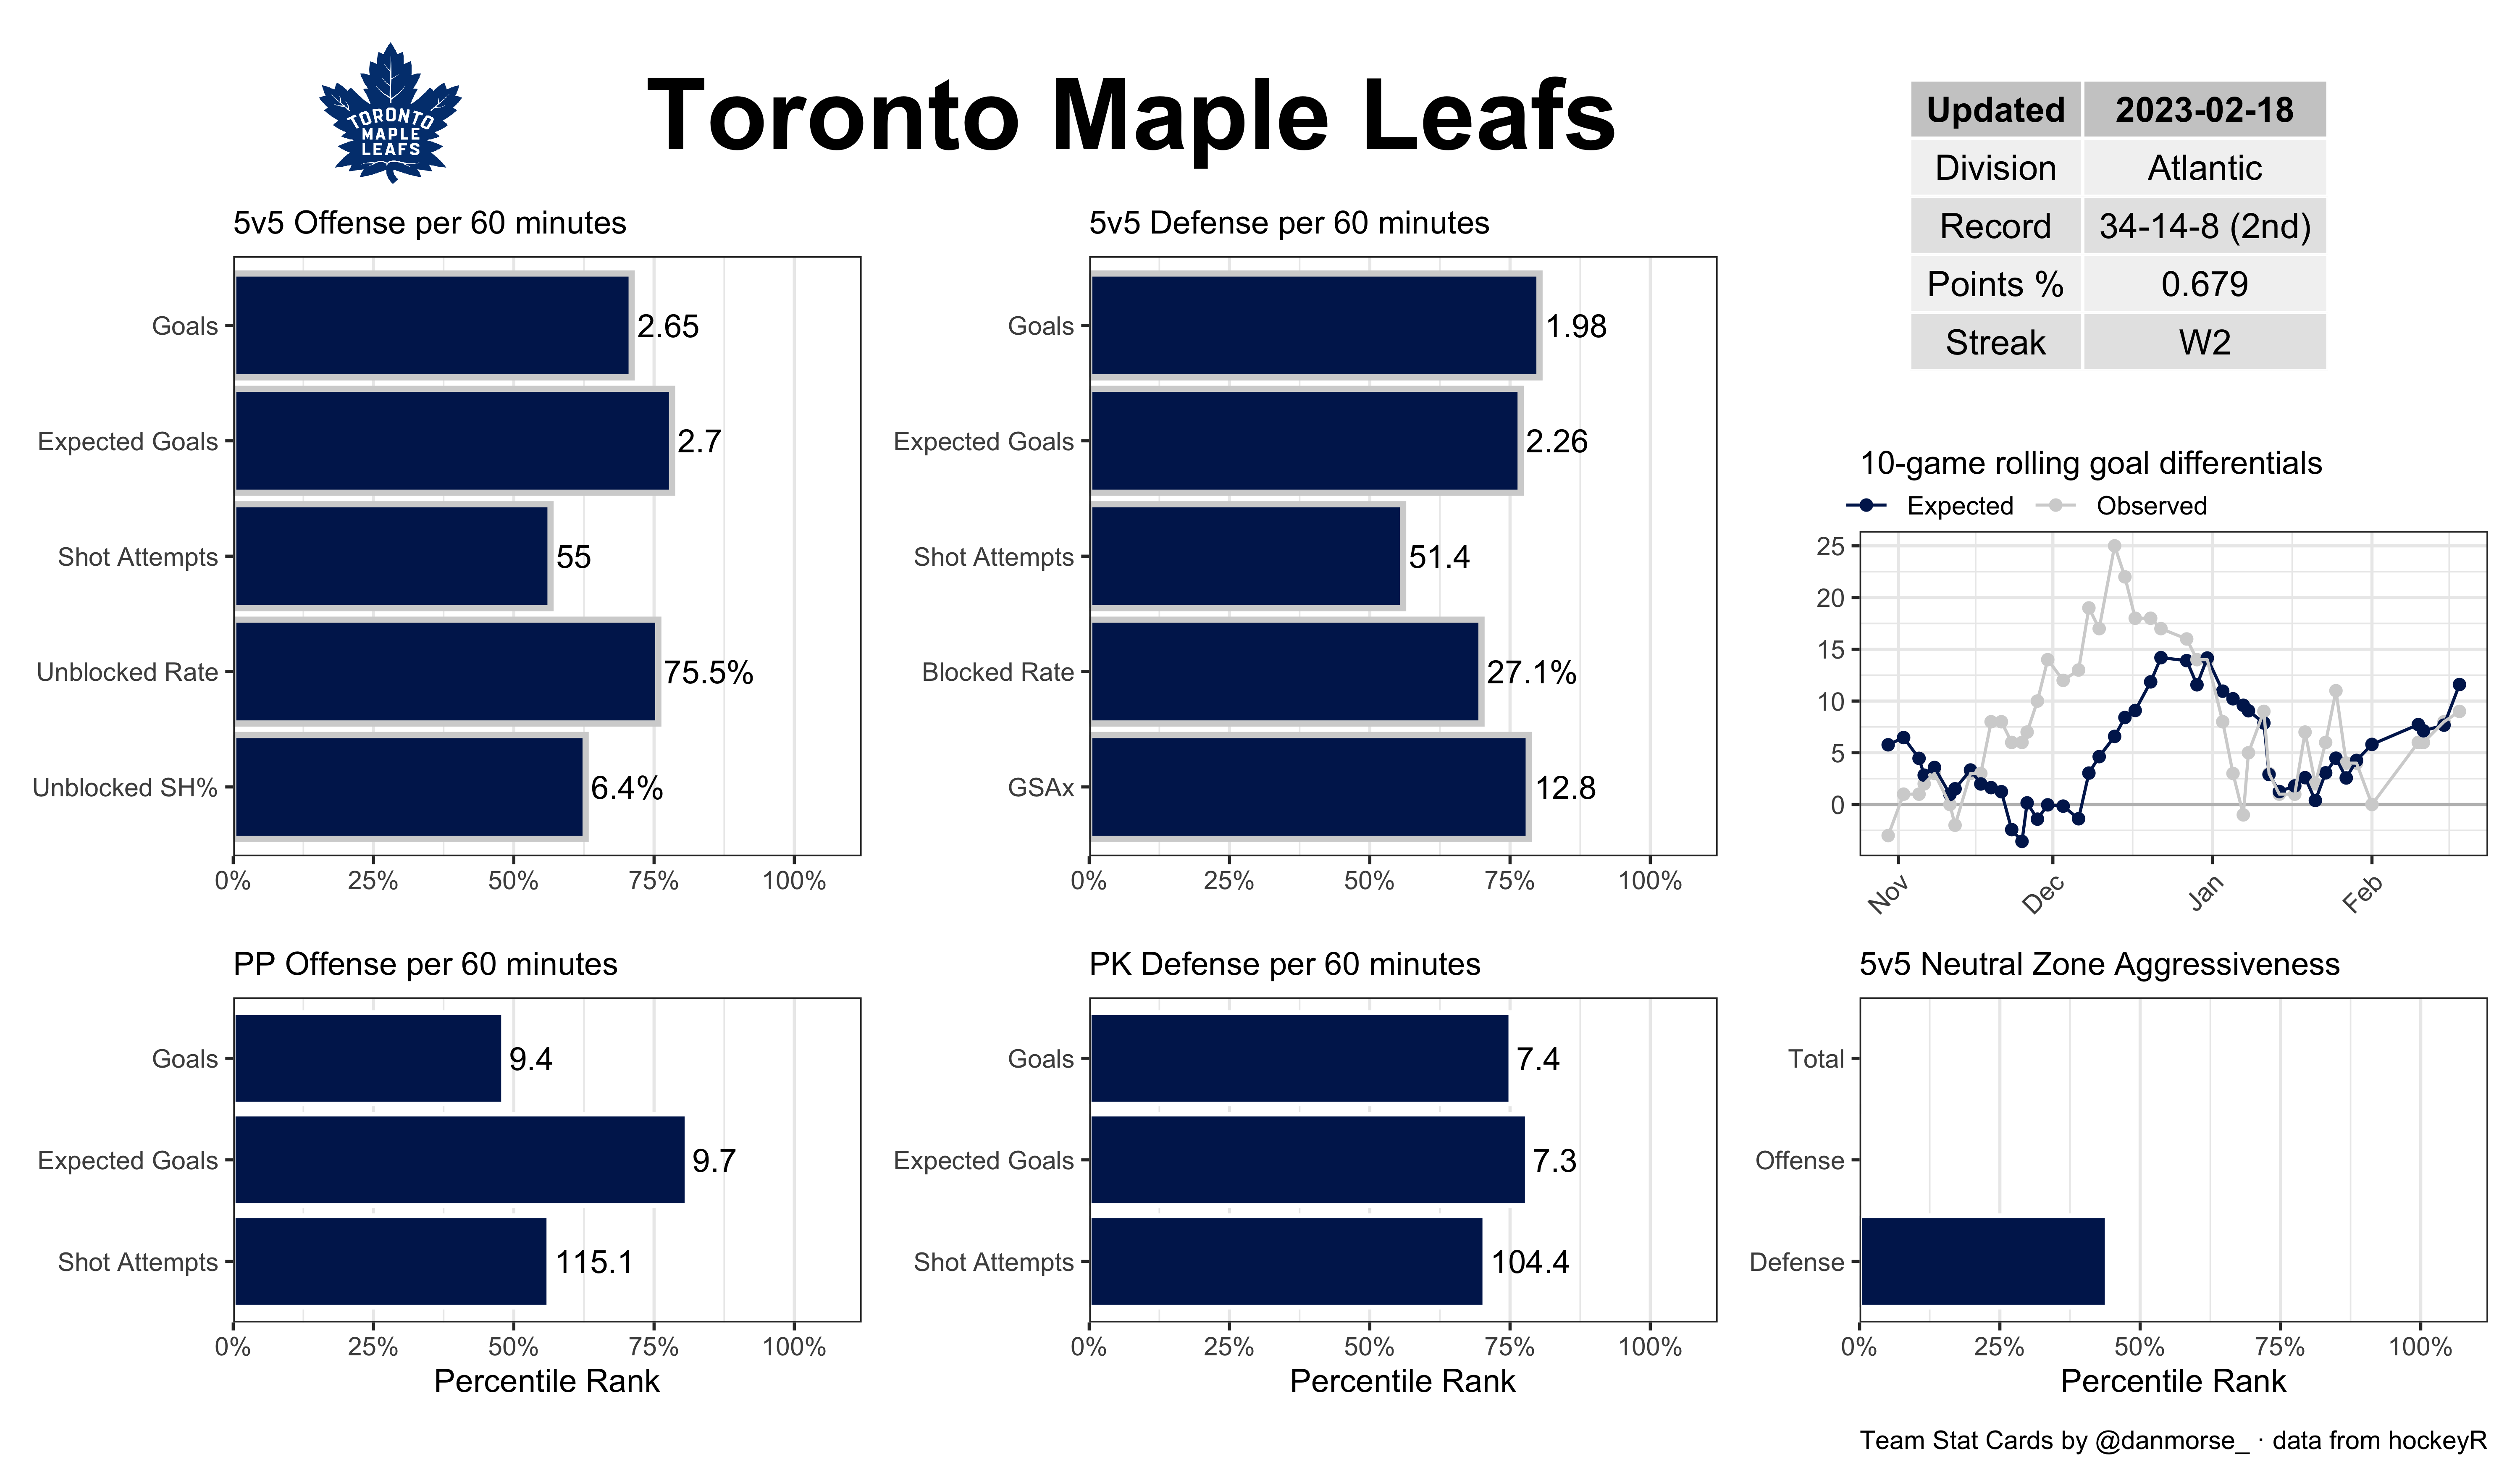 TORONTO
MAPLE
LEAFS
Toronto Maple Leafs
Updated 2023-02-18
Division Atlantic
Record 34-14-8 (2nd)
Points % 0.679
Streak W2
5v5 Offense per 60 minutes
Goals 2.65
Expected Goals 2.7
Shot Attempts 55
Unblocked Rate 75.5%
Unblocked SH% 6.4%
0% 25% 50% 75% 100%
5v5 Defense per 60 minutes
Goals 1.98
Expected Goals 2.26
Shot Attempts 51.4
Blocked Rate 27.1%
GSAx 12.8
0% 25% 50% 75% 100%
10-game rolling goal differentials
Expected Observed
25
20
15
10
5
0
Nov Dec Jan Feb
PP Offense per 60 minutes
Goals 9.4
Expected Goals 9.7
Shot Attempts 115.1
0% 25% 50% 75% 100%
Percentile Rank
PK Defense per 60 minutes
Goals 7.4
Expected Goals 7.3
Shot Attempts 104.4
0% 25% 50% 75% 100%
Percentile Rank
5v5 Neutral Zone Aggressiveness
Total
Offense
Defense
0% 25% 50% 75% 100%
Percentile Rank
Team Stat Cards by @danmorse_ · data from hockeyR